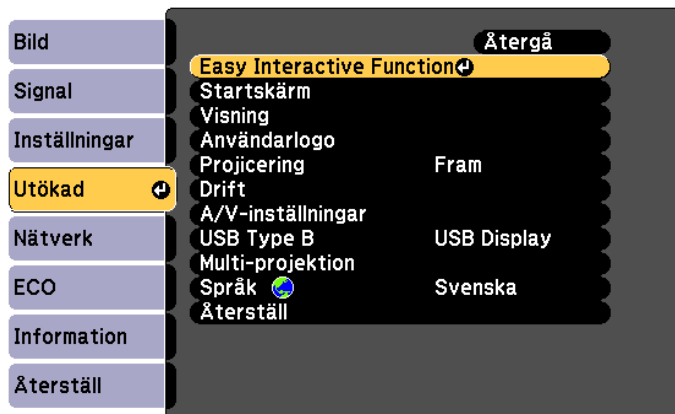 Bild
Signal
Inställningar
Utökad
Nätverk
ECO
Information
Återställ
Återgå
Easy Interactive Function
Startskärm
Visning
Användarlogo
Projicering Fram
Drift
A/V-inställningar
USB Type B USB Display
Multi-projektion
Språk Svenska
Återställ